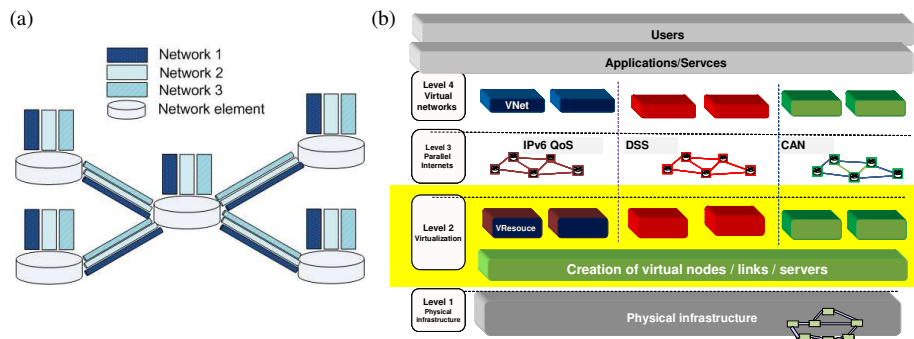 (a)
Network 1
Network 2
Network 3
Network element
(b)
Users
Applications/Servces
Level 4
Virtual
networks
VNet
Level 3
Parallel
Internets
IPv6 QoS
DSS
CAN
Level 2
Virtualization
VResouce
Creation of virtual nodes / links / servers
Level 1
Physical
infrastructure
Physical infrastructure